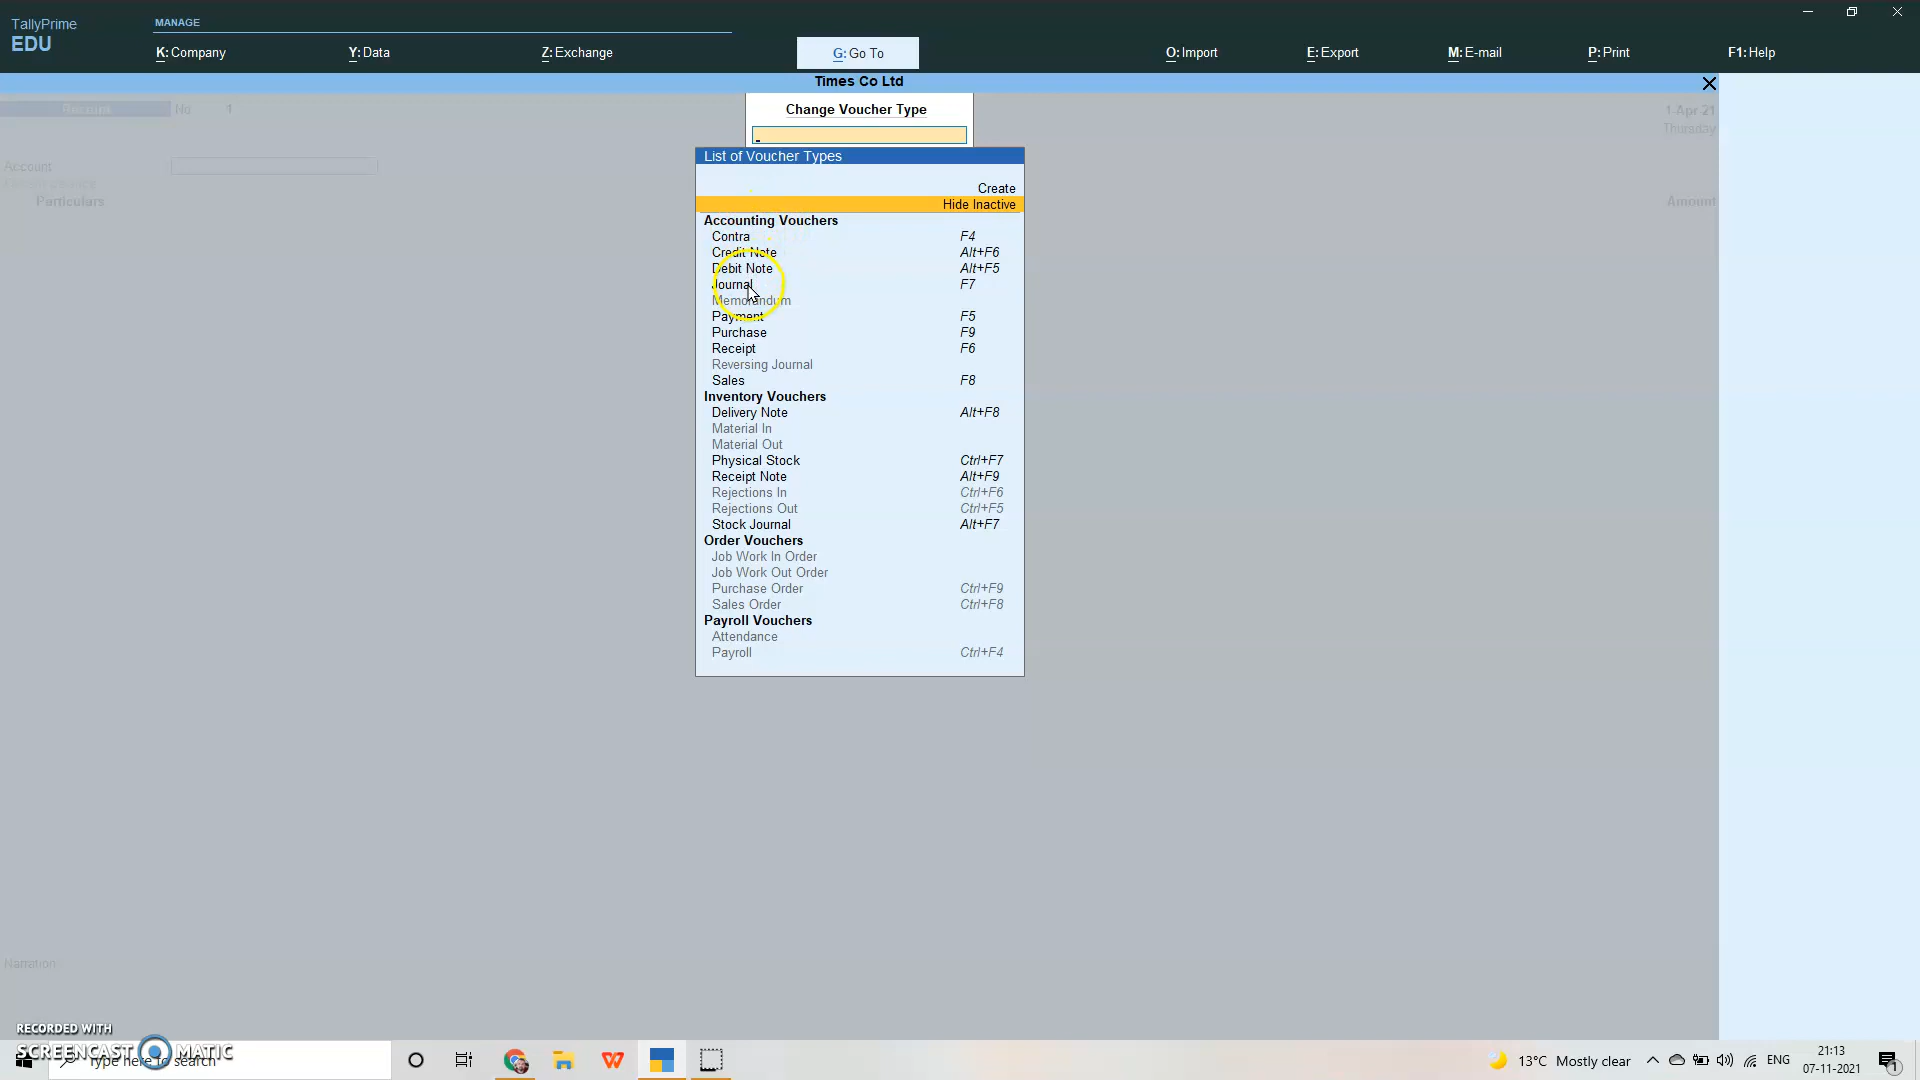 TallyPrime
EDU
MANAGE
K: Company
Y: Data
Z: Exchange
G: Go To
O: Import
E: Export
M: E-mail
P: Print
F1: Help
Times Co Ltd
Receipt No 1
1-Apr-21
Thursday
Change Voucher Type
List of Voucher Types
Account
Current balance
Particulars
Amount
Create
Hide Inactive
Accounting Vouchers
Contra F4
Credit Note Alt+F6
Debit Note Alt+F5
Journal F7
Memorandum
Payment F5
Purchase F9
Receipt F6
Reversing Journal
Sales F8
Inventory Vouchers
Delivery Note Alt+F8
Material In
Material Out
Physical Stock Ctrl+F7
Receipt Note Alt+F9
Rejections In Ctrl+F6
Rejections Out Ctrl+F5
Stock Journal Alt+F7
Order Vouchers
Job Work In Order
Job Work Out Order
Purchase Order Ctrl+F9
Sales Order Ctrl+F8
Payroll Vouchers
Attendance
Payroll Ctrl+F4
Narration
RECORDED WITH
SCREENCAST MATIC
Type here to search
13°C Mostly clear
ENG
21:13
07-11-2021
1